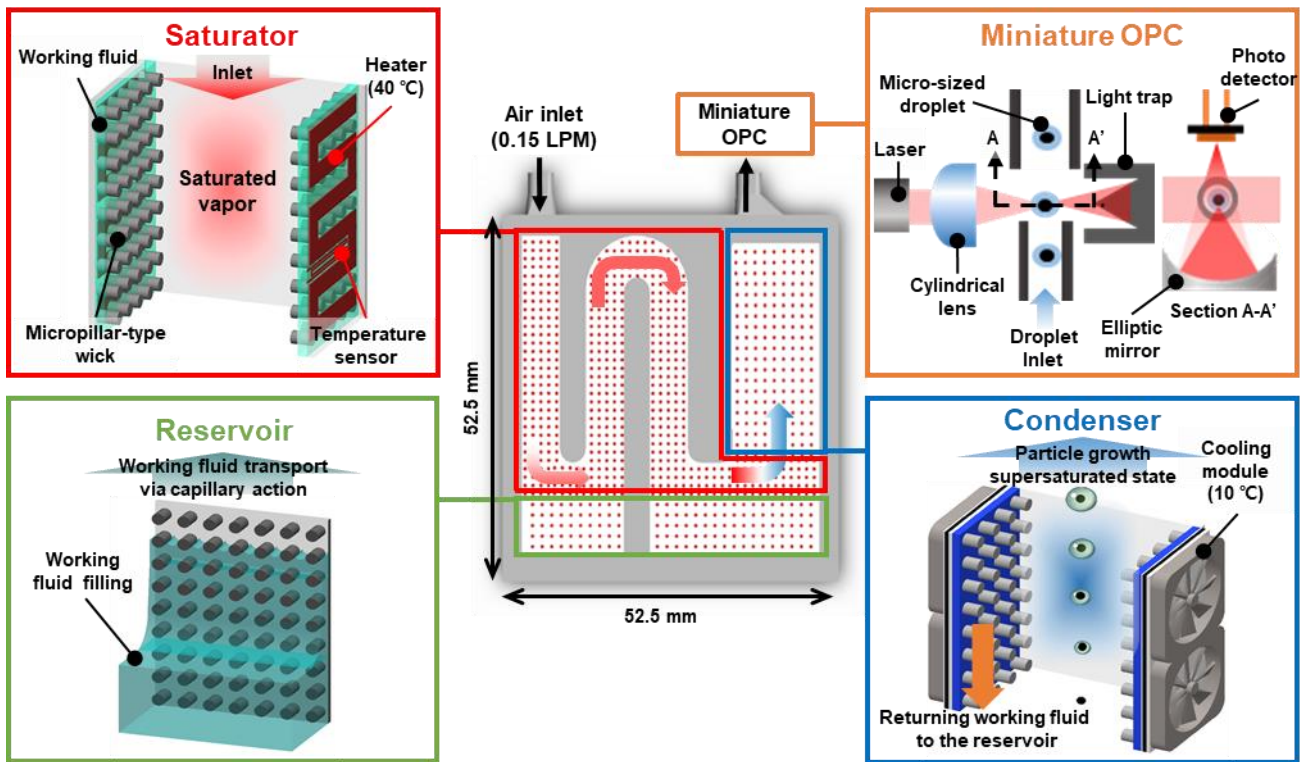 Saturator
Working fluid
Inlet
Heater
(40 ℃)
Saturated
vapor
Micropillar-type
wick
Temperature
sensor
Air inlet
(0.15 LPM)
Miniature
OPC
52.5 mm
52.5 mm
Miniature OPC
Micro-sized
droplet
Photo
detector
Light trap
A
A’
Laser
Cylindrical
lens
Droplet
Inlet
Elliptic
mirror
Section A-A’
Reservoir
Working fluid transport
via capillary action
Working
fluid filling
Condenser
Particle growth
supersaturated state
Cooling
module
(10 ℃)
Returning working fluid
to the reservoir